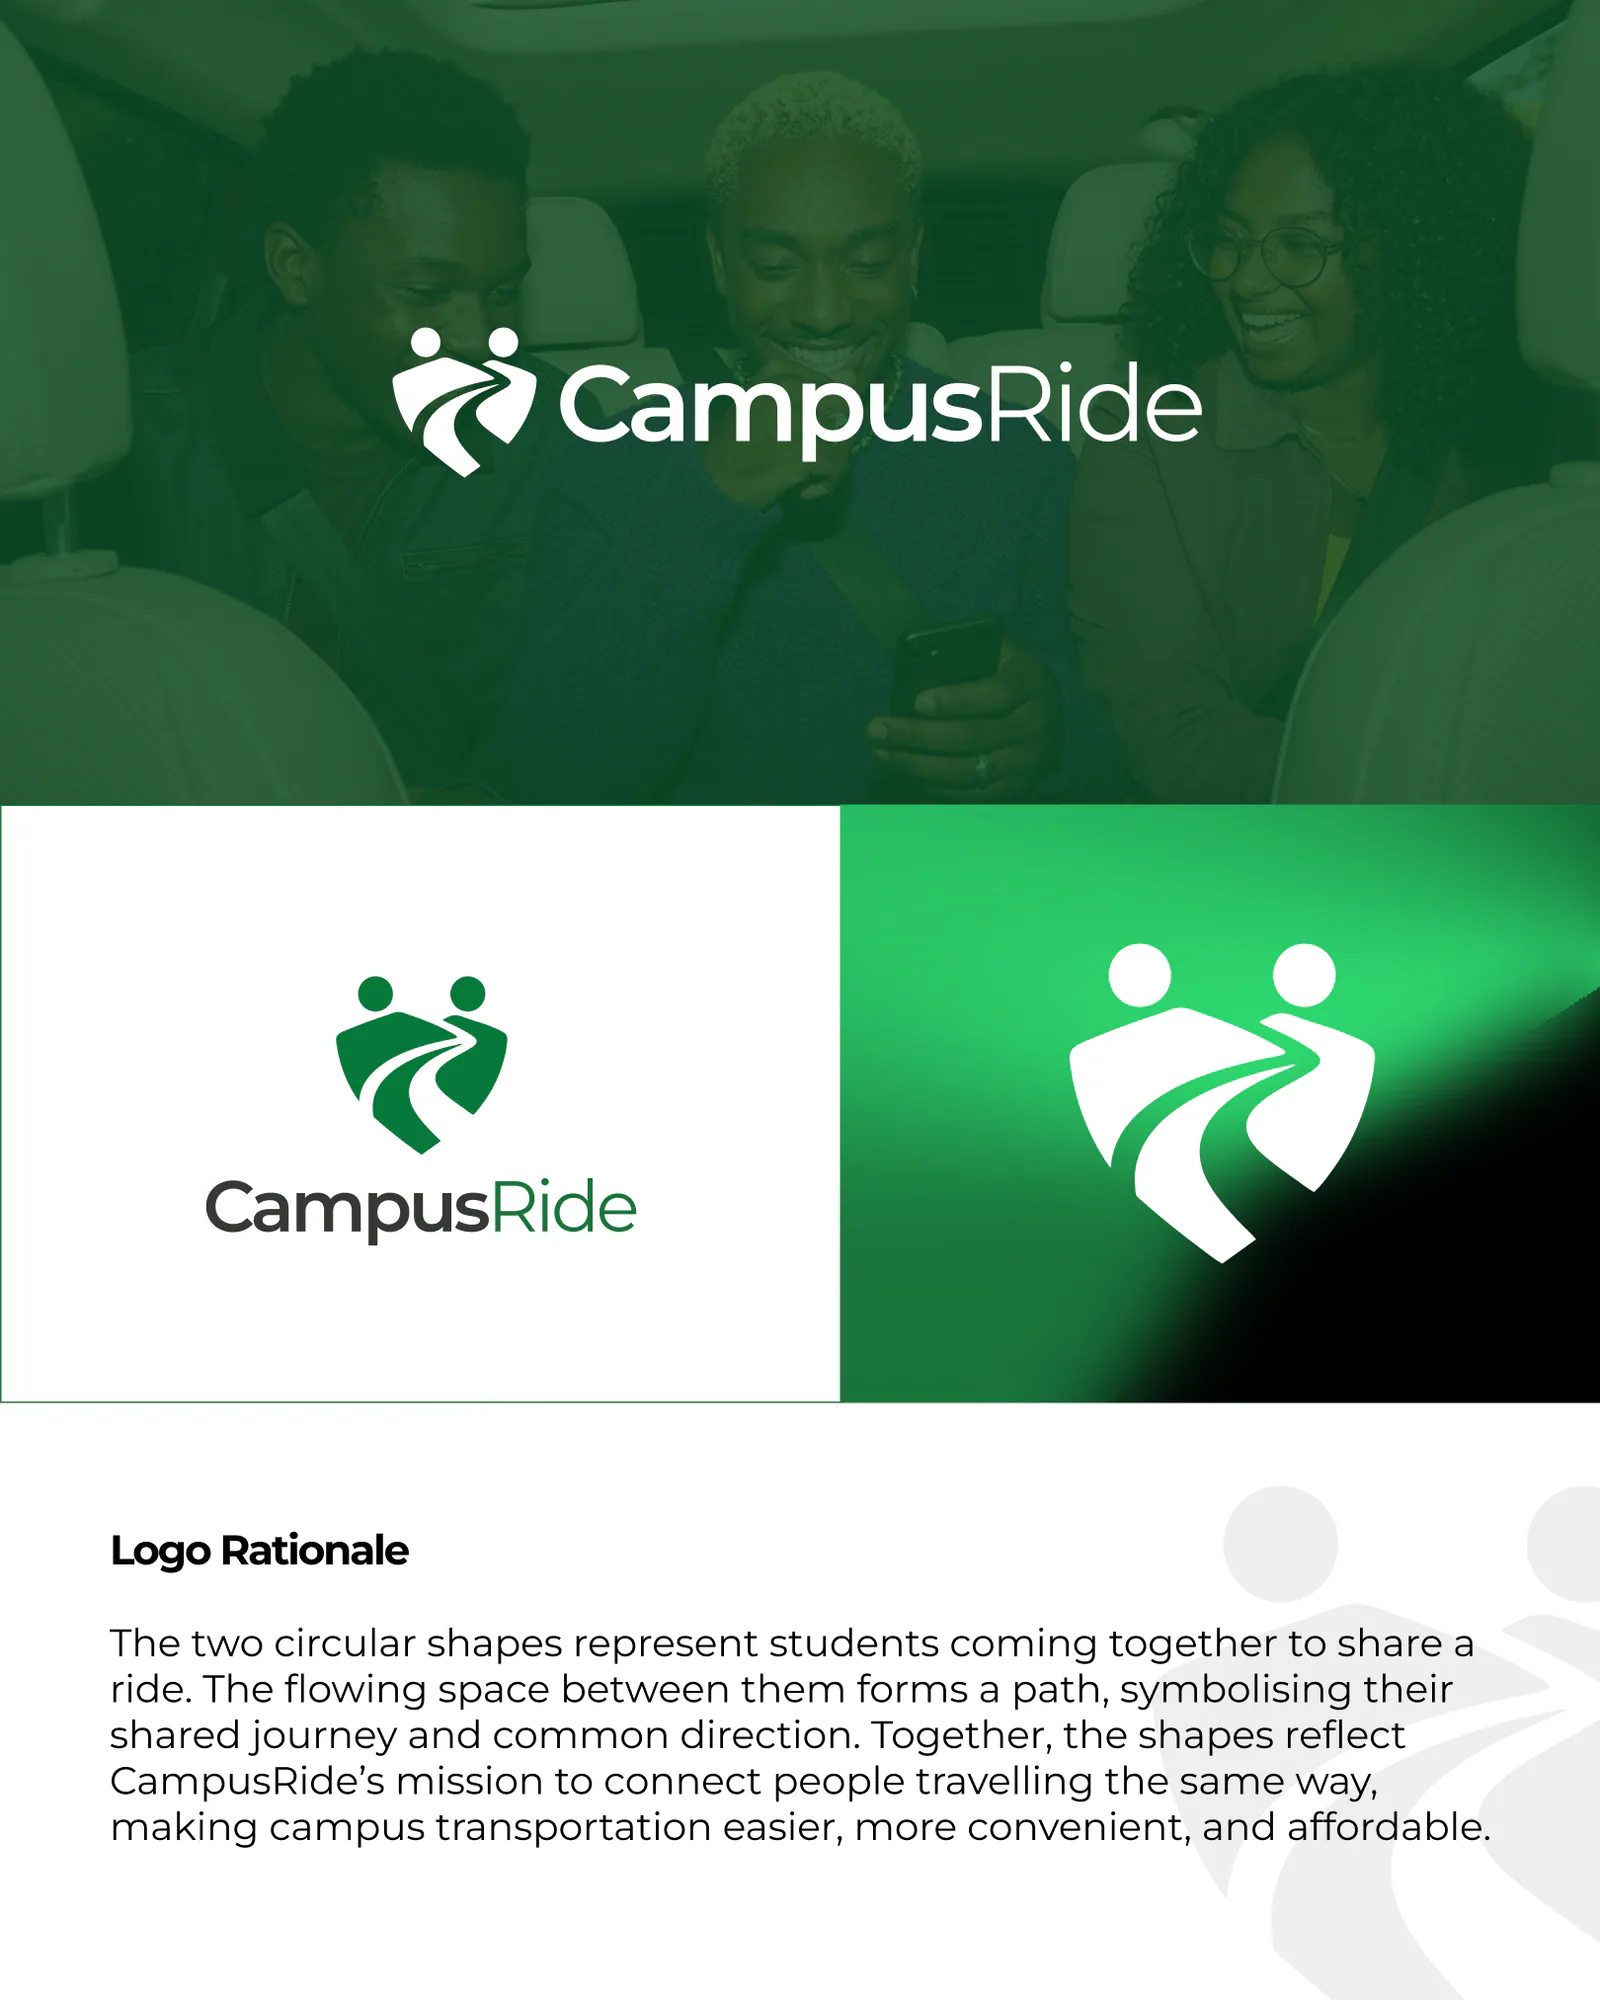 CampusRide
CampusRide
Logo Rationale
The two circular shapes represent students coming together to share a
ride. The flowing space between them forms a path, symbolising their
shared journey and common direction. Together, the shapes reflect
CampusRide’s mission to connect people travelling the same way,
making campus transportation easier, more convenient, and affordable.